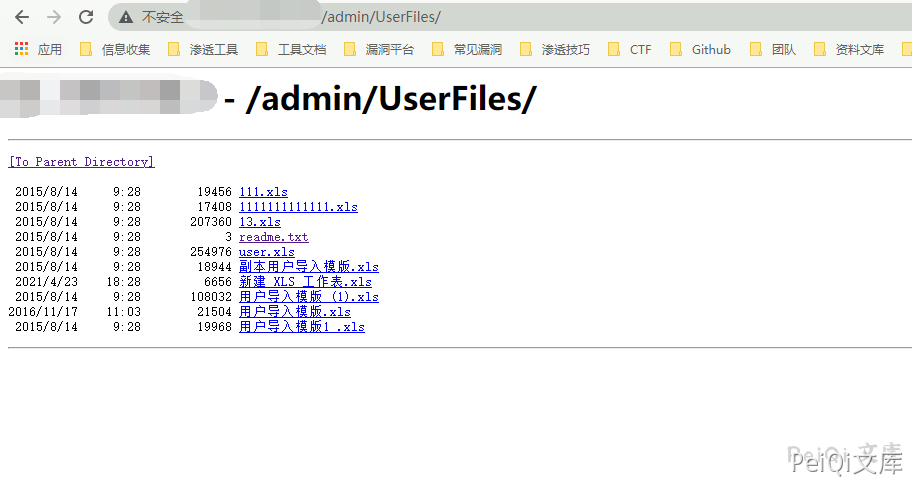 不安全 /admin/UserFiles/
应用 信息收集 渗透工具 工具文档 漏洞平台 常见漏洞 渗透技巧 CTF Github 团队 资料文库
- /admin/UserFiles/
[To Parent Directory]
2015/8/14 9:28 19456 111.xls
2015/8/14 9:28 17408 1111111111111.xls
2015/8/14 9:28 207360 13.xls
2015/8/14 9:28 3 readme.txt
2015/8/14 9:28 254976 user.xls
2015/8/14 9:28 18944 副本用户导入模版.xls
2021/4/23 18:28 6656 新建 XLS 工作表.xls
2015/8/14 9:28 108032 用户导入模版 (1).xls
2016/11/17 11:03 21504 用户导入模版.xls
2015/8/14 9:28 19968 用户导入模版1 .xls
PeiQi 文库
PeiQi文库